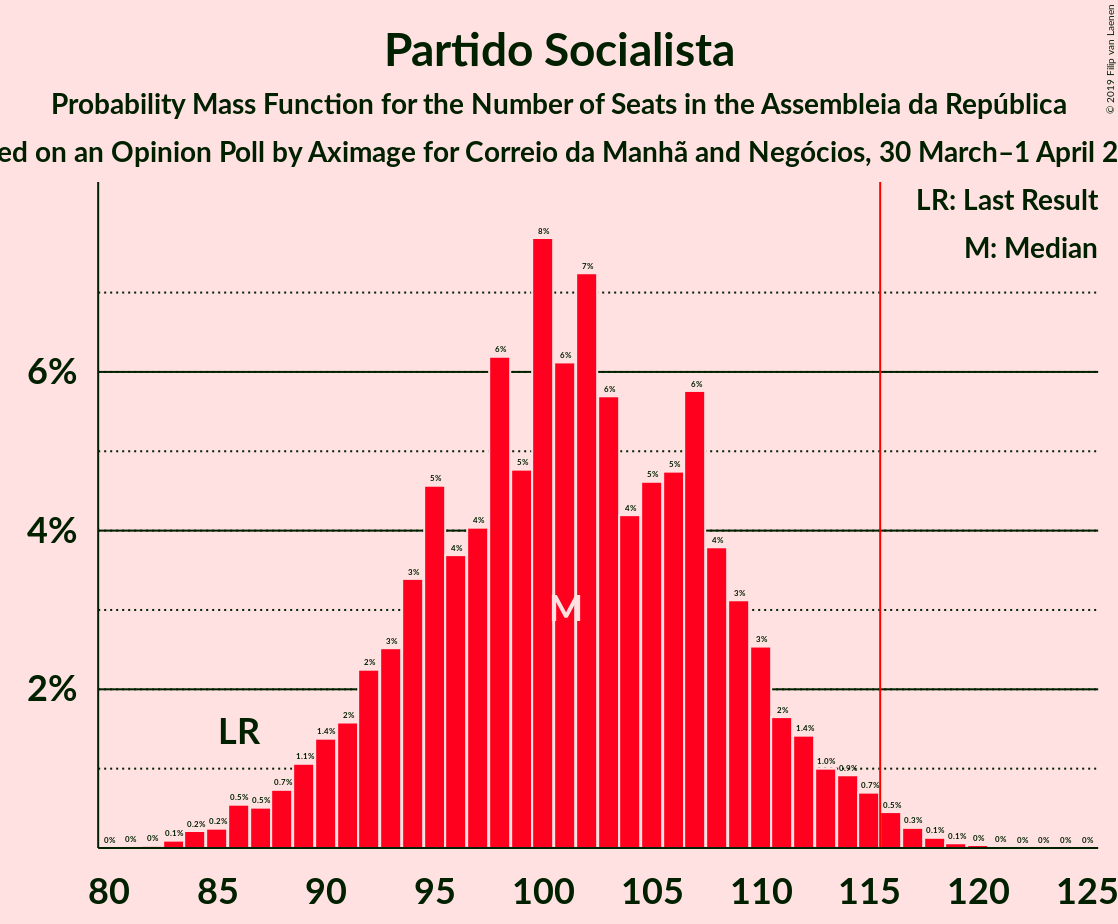 Partido Socialista
Probability Mass Function for the Number of Seats in the Assembleia da República
ed on an Opinion Poll by Aximage for Correio da Manhã and Negócios, 30 March–1 April 2
© 2019 Filip van Laenen
LR: Last Result
M: Median
8%
7%
6% 6%
6% 6%
6%
5% 5% 5% 5%
4% 4% 4%
4%
4%
3% 3%
3% 3%
M
2%
2%
LR
2% 2%
1.4% 1.4%
1.1% 1.0% 0.9%
0.7% 0.7%
0.5% 0.5% 0.5%
0% 0% 0% 0.1% 0.2% 0.2% 0.3% 0.1% 0.1% 0% 0% 0% 0% 0% 0%
80 85 90 95 100 105 110 115 120 125